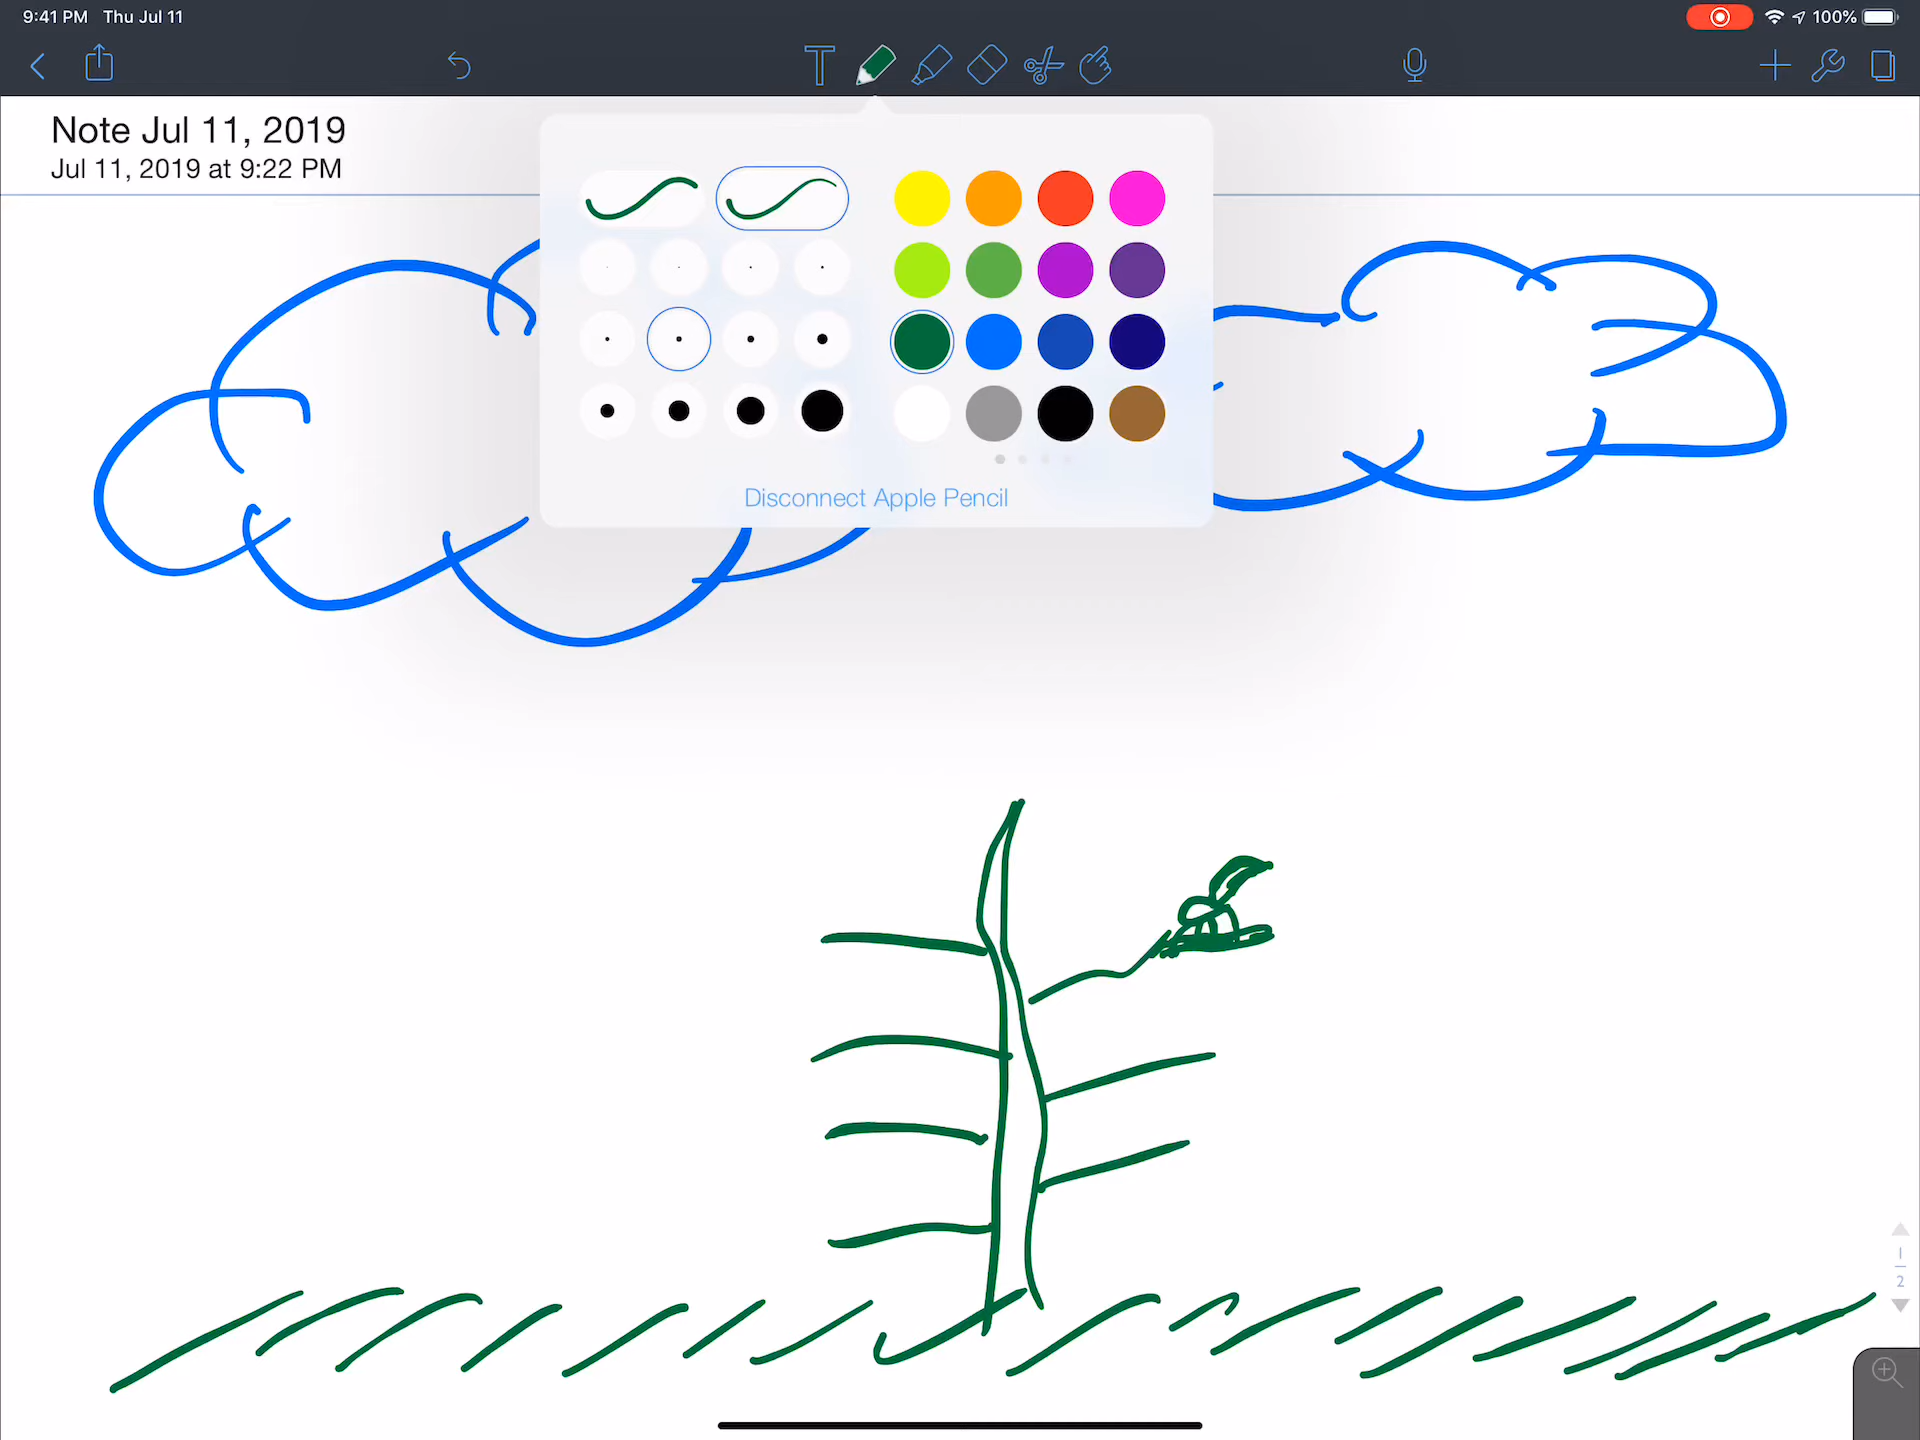 9:41 PM Thu Jul 11
100%
Note Jul 11, 2019
Jul 11, 2019 at 9:22 PM
Disconnect Apple Pencil
1
2